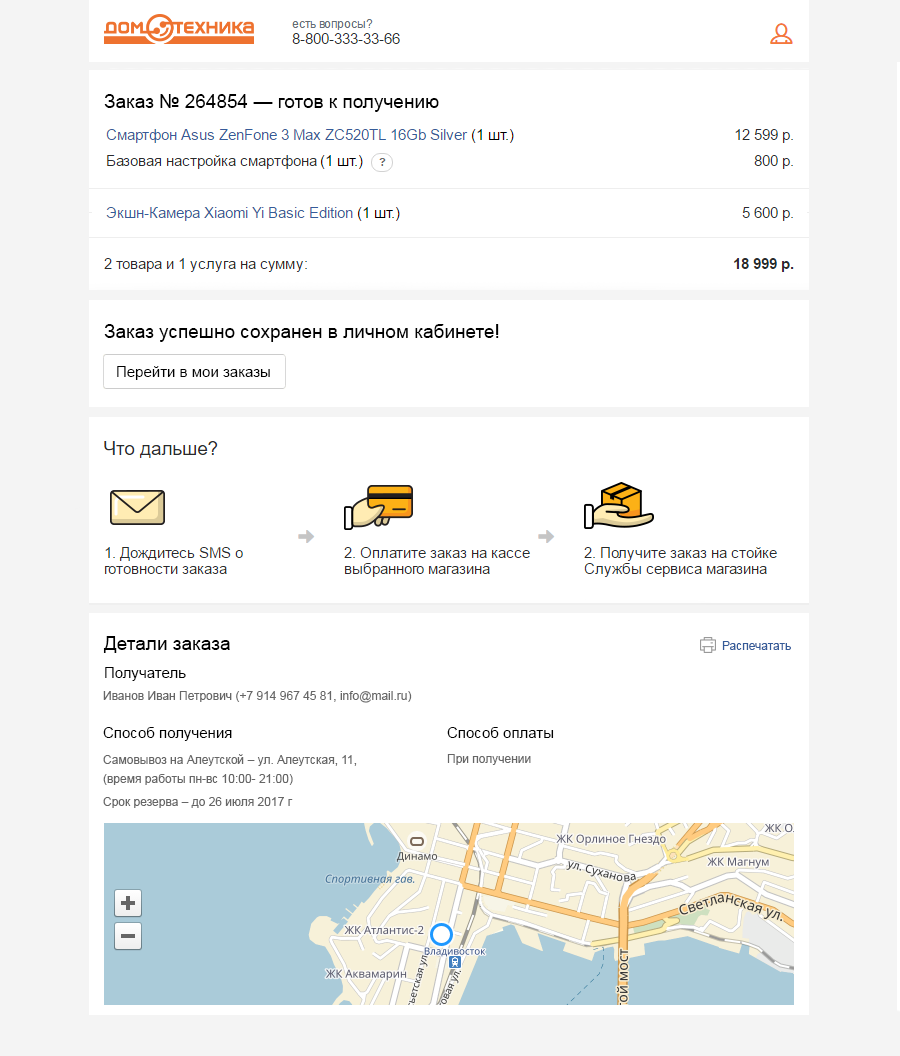 ДОМОТЕХНИКА
есть вопросы?
8-800-333-33-66
Заказ № 264854 — готов к получению
Смартфон Asus ZenFone 3 Max ZC520TL 16Gb Silver (1 шт.) 12 599 р.
Базовая настройка смартфона (1 шт.) ? 800 р.
Экшн-Камера Xiaomi Yi Basic Edition (1 шт.) 5 600 р.
2 товара и 1 услуга на сумму: 18 999 р.
Заказ успешно сохранен в личном кабинете!
Перейти в мои заказы
Что дальше?
1. Дождитесь SMS о
готовности заказа
2. Оплатите заказ на кассе
выбранного магазина
2. Получите заказ на стойке
Службы сервиса магазина
Детали заказа
Распечатать
Получатель
Иванов Иван Петрович (+7 914 967 45 81, info@mail.ru)
Способ получения
Самовывоз на Алеутской – ул. Алеутская, 11,
(время работы пн-вс 10:00- 21:00)
Срок резерва – до 26 июля 2017 г
Способ оплаты
При получении
ЖК О.
ЖК Орлиное Гнездо
Динамо
ЖК Магнум
ул. Суханова
Спортивная гав.
Светланская ул.
ЖК Атлантис-2
Владивосток
ЖК Аквамарин
ьетская ул.
овая ул.
той мост